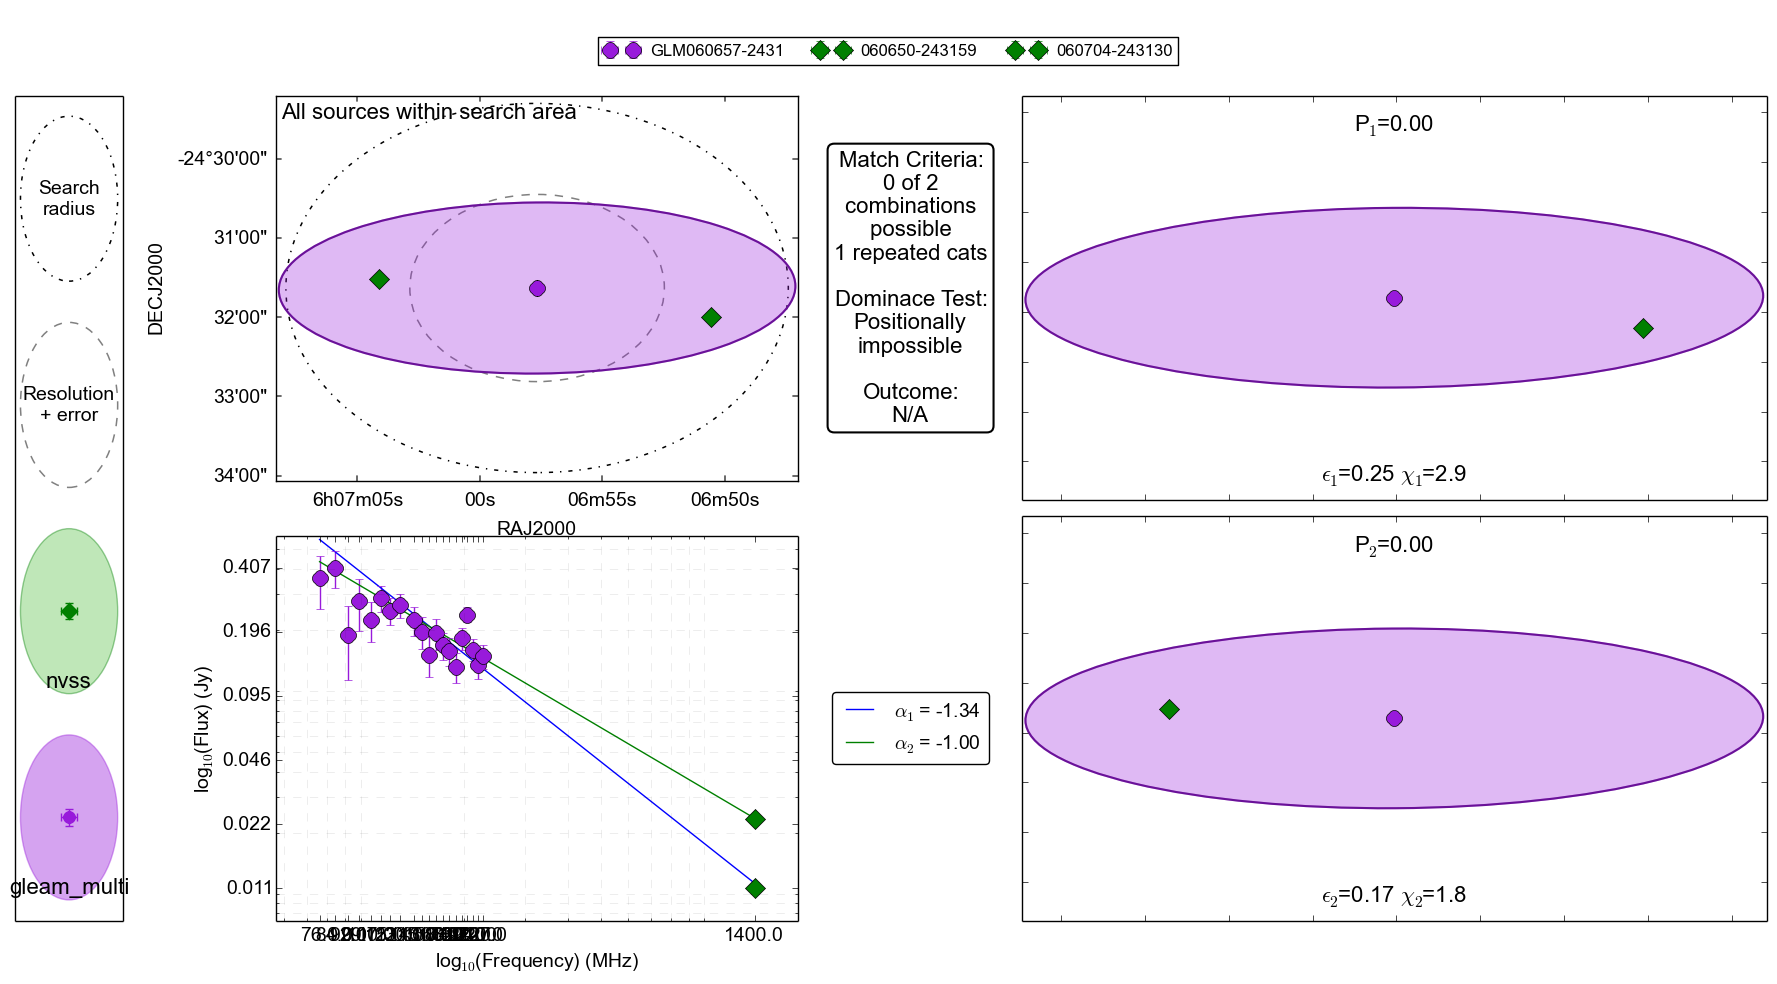 GLM060657-2431
060650-243159
060704-243130
Search
radius
Resolution
+ error
nvss
gleam_multi
All sources within search area
DECJ2000
-24°30'00"
31'00"
32'00"
33'00"
34'00"
6h07m05s
00s
06m55s
06m50s
RAJ2000
Match Criteria:
0 of 2
combinations
possible
1 repeated cats
Dominace Test:
Positionally
impossible
Outcome:
N/A
P1=0.00
ϵ1=0.25 χ1=2.9
log10(Flux) (Jy)
0.407
0.196
0.095
0.046
0.022
0.011
1400.0
log10(Frequency) (MHz)
α1 = -1.34
α2 = -1.00
P2=0.00
ϵ2=0.17 χ2=1.8